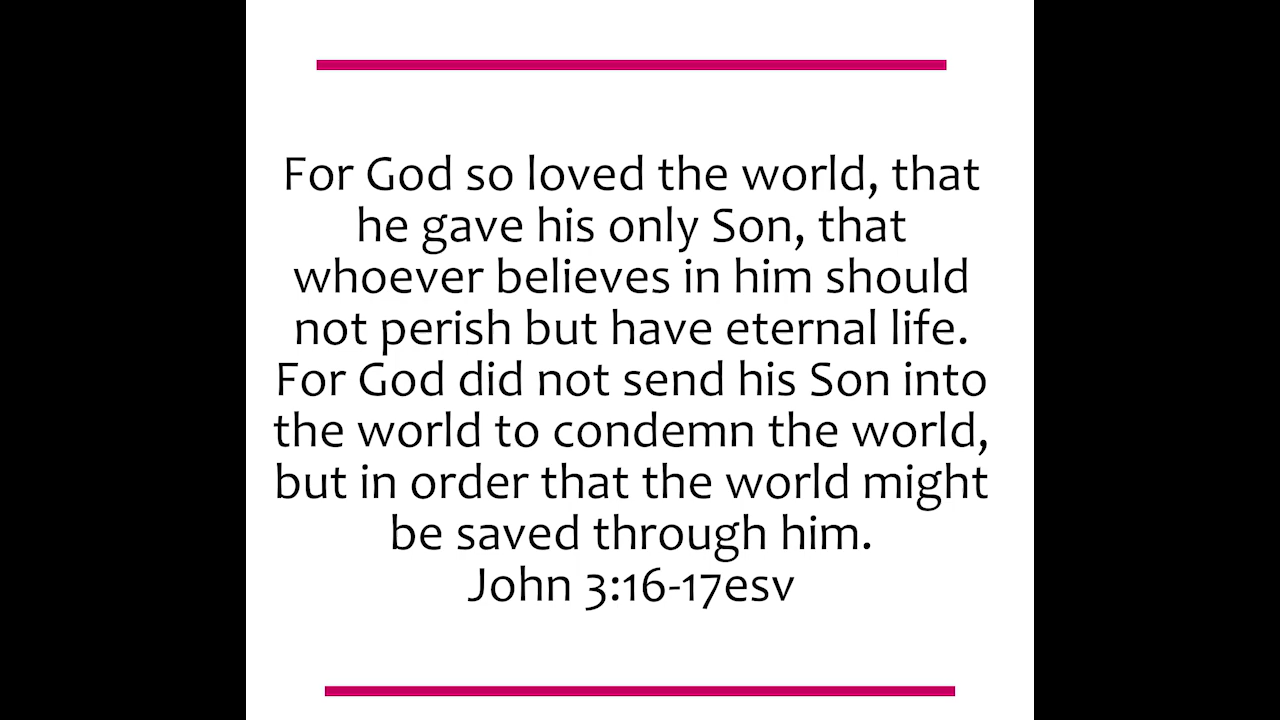 For God so loved the world, that
he gave his only Son, that
whoever believes in him should
not perish but have eternal life.
For God did not send his Son into
the world to condemn the world,
but in order that the world might
be saved through him.
John 3:16-17esv